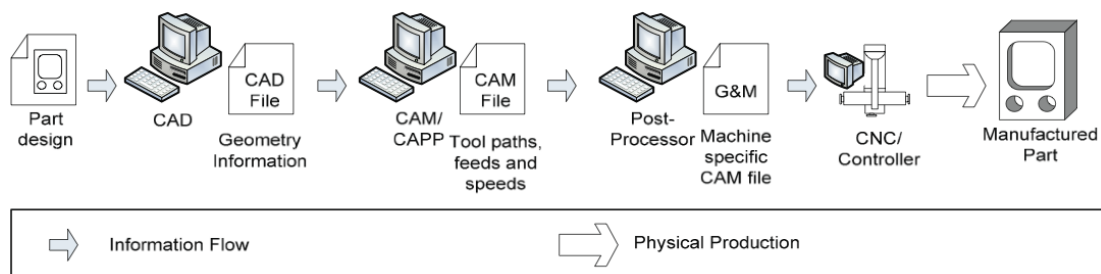 Part
design
CAD
CAD
File
Geometry
Information
CAM/
CAPP
CAM
File
Tool paths,
feeds and
speeds
Post-
Processor
G&M
Machine
specific
CAM file
CNC/
Controller
Manufactured
Part
Information Flow
Physical Production